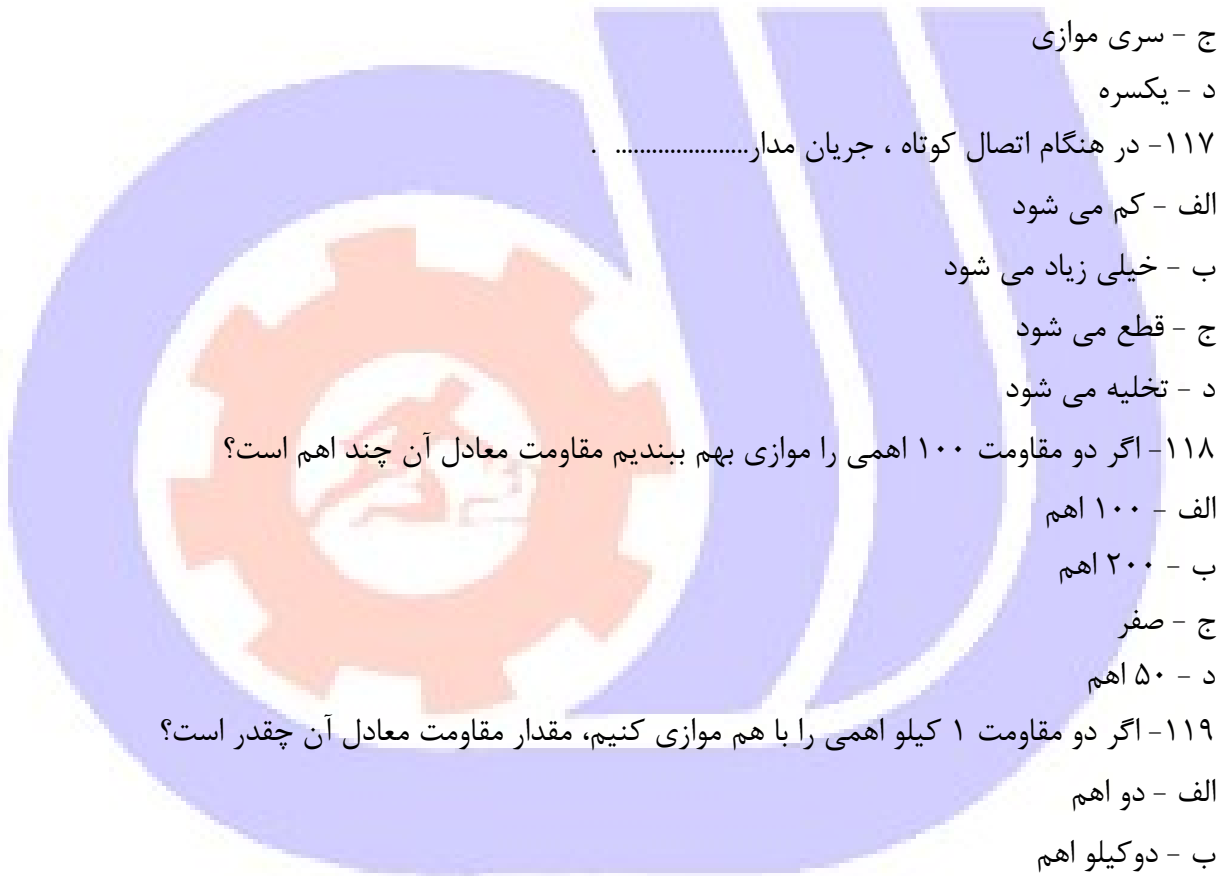 ج - سری موازی
د - یکسره
۱۱۷- در هنگام اتصال کوتاه ، جریان مدار...................... .
الف - کم می شود
ب - خیلی زیاد می شود
ج - قطع می شود
د - تخلیه می شود
۱۱۸- اگر دو مقاومت ۱۰۰ اهمی را موازی بهم ببندیم مقاومت معادل آن چند اهم است؟
الف - ۱۰۰ اهم
ب - ۲۰۰ اهم
ج - صفر
د - ۵۰ اهم
۱۱۹- اگر دو مقاومت ۱ کیلو اهمی را با هم موازی کنیم، مقدار مقاومت معادل آن چقدر است؟
الف - دو اهم
ب - دوکیلو اهم